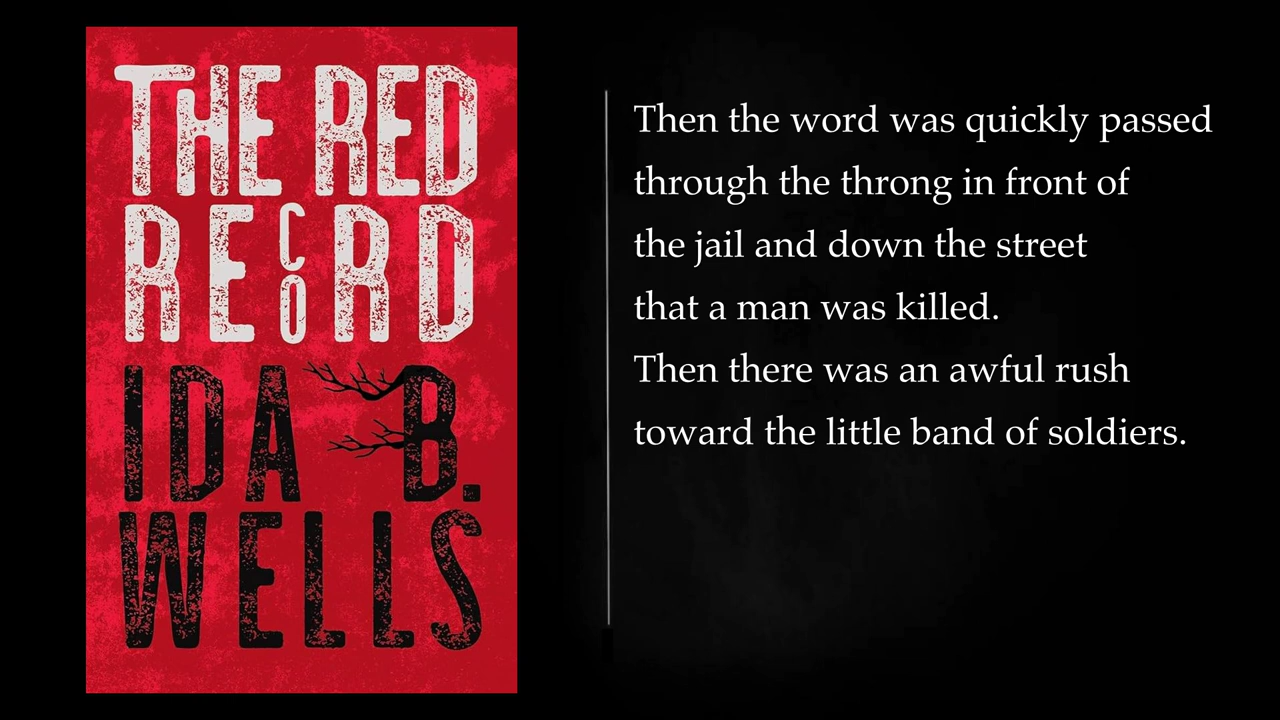 THE RED
RECORD
IDA B.
WELLS
Then the word was quickly passed
through the throng in front of
the jail and down the street
that a man was killed.
Then there was an awful rush
toward the little band of soldiers.